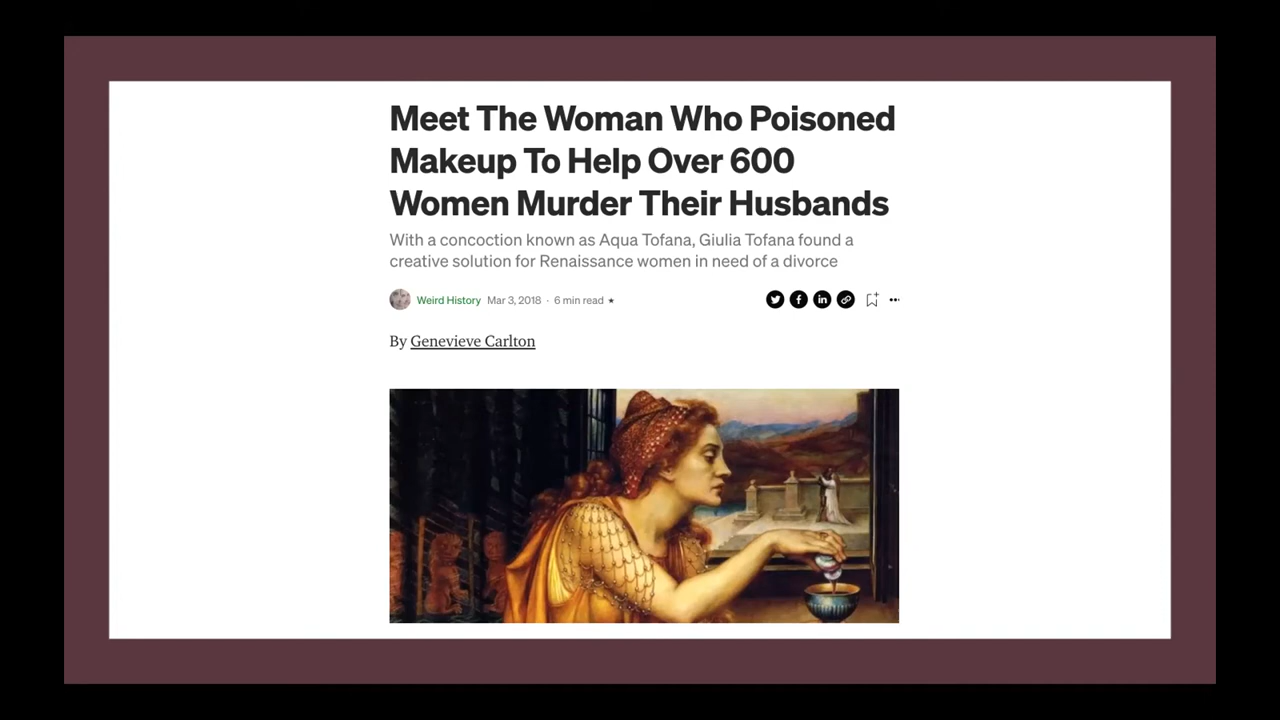 Meet The Woman Who Poisoned
Makeup To Help Over 600
Women Murder Their Husbands
With a concoction known as Aqua Tofana, Giulia Tofana found a
creative solution for Renaissance women in need of a divorce
Weird History Mar 3, 2018 · 6 min read ★
By Genevieve Carlton